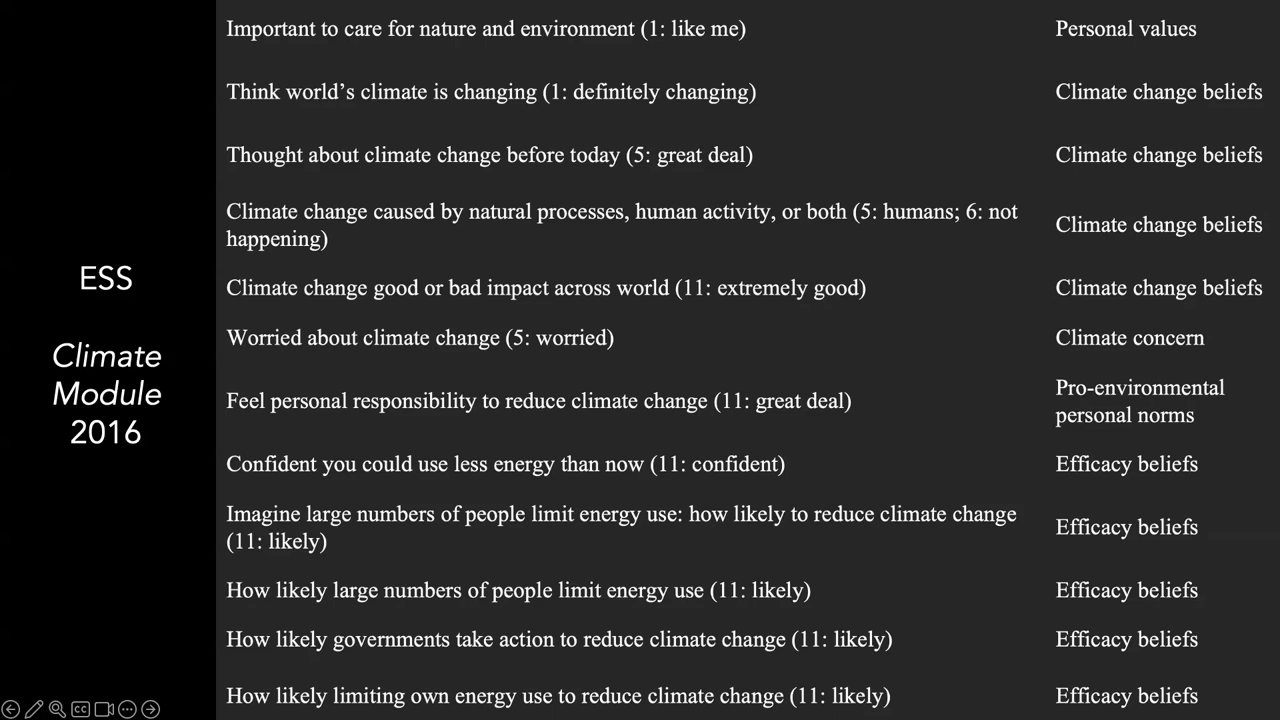 ESS
Climate
Module
2016
Important to care for nature and environment (1: like me)
Personal values
Think world’s climate is changing (1: definitely changing)
Climate change beliefs
Thought about climate change before today (5: great deal)
Climate change beliefs
Climate change caused by natural processes, human activity, or both (5: humans; 6: not
happening)
Climate change beliefs
Climate change good or bad impact across world (11: extremely good)
Climate change beliefs
Worried about climate change (5: worried)
Climate concern
Feel personal responsibility to reduce climate change (11: great deal)
Pro-environmental
personal norms
Confident you could use less energy than now (11: confident)
Efficacy beliefs
Imagine large numbers of people limit energy use: how likely to reduce climate change
(11: likely)
Efficacy beliefs
How likely large numbers of people limit energy use (11: likely)
Efficacy beliefs
How likely governments take action to reduce climate change (11: likely)
Efficacy beliefs
How likely limiting own energy use to reduce climate change (11: likely)
Efficacy beliefs
CC